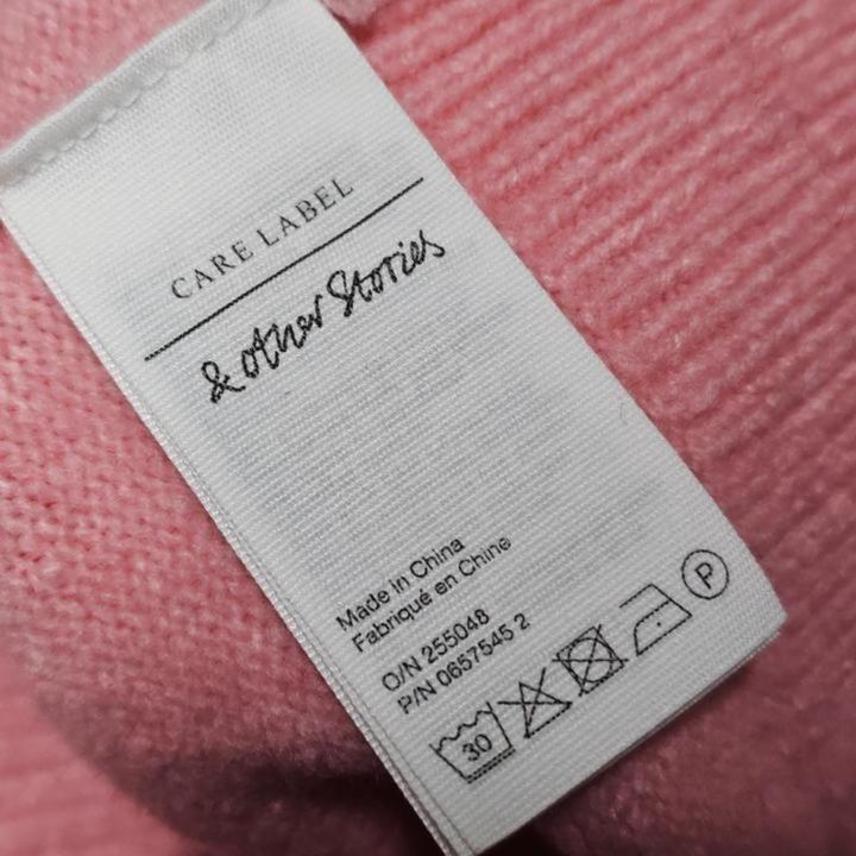 CARE LABEL
& other Stories
Made in China
Fabriqué en Chine
O/N 255048
P/N 0657545 2
30
P